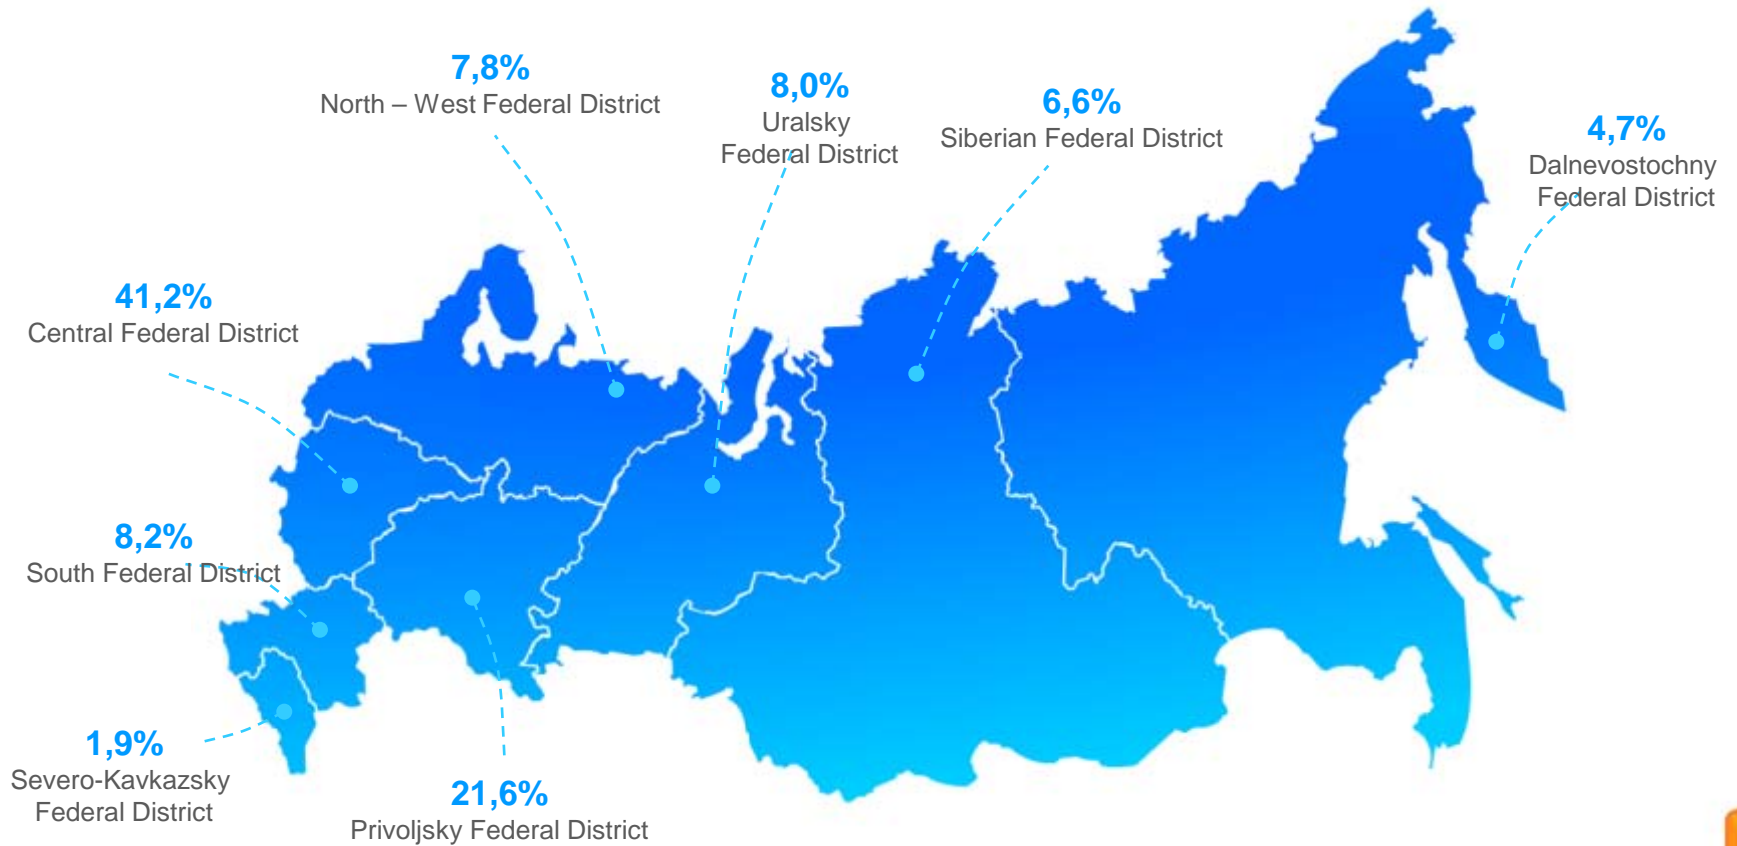 7,8%
North – West Federal District
8,0%
Uralsky
Federal District
6,6%
Siberian Federal District
4,7%
Dalnevostochny
Federal District
41,2%
Central Federal District
8,2%
South Federal District
1,9%
Severo-Kavkazsky
Federal District
21,6%
Privoljsky Federal District